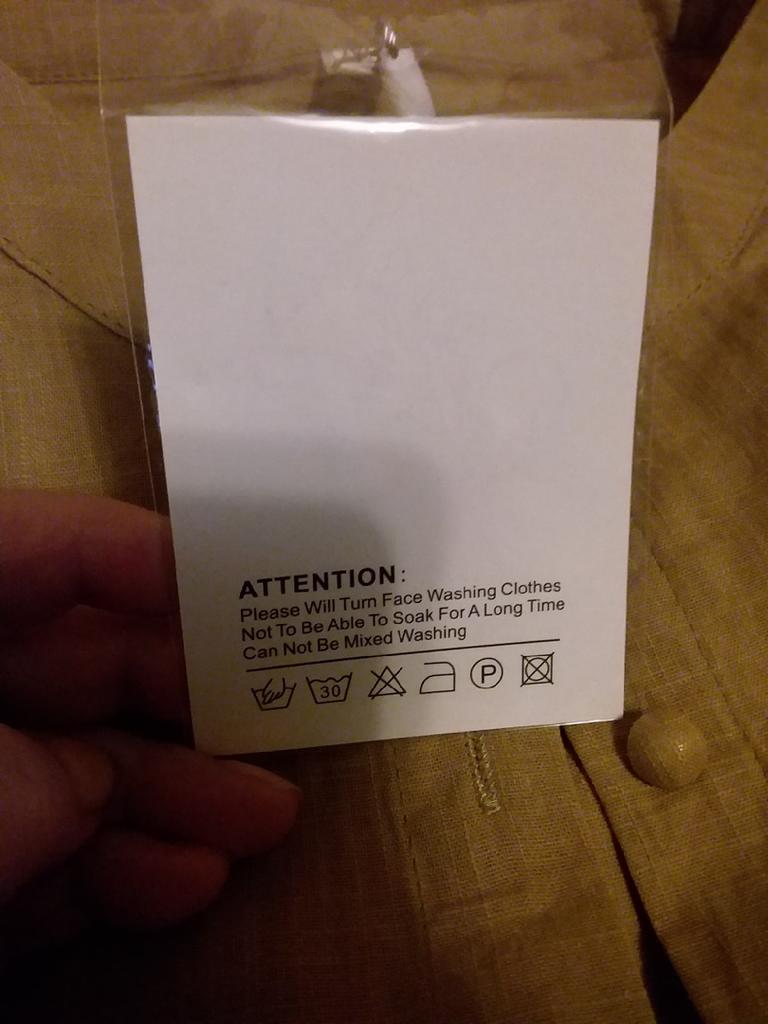 ATTENTION:
Please Will Turn Face Washing Clothes
Not To Be Able To Soak For A Long Time
Can Not Be Mixed Washing
30 P